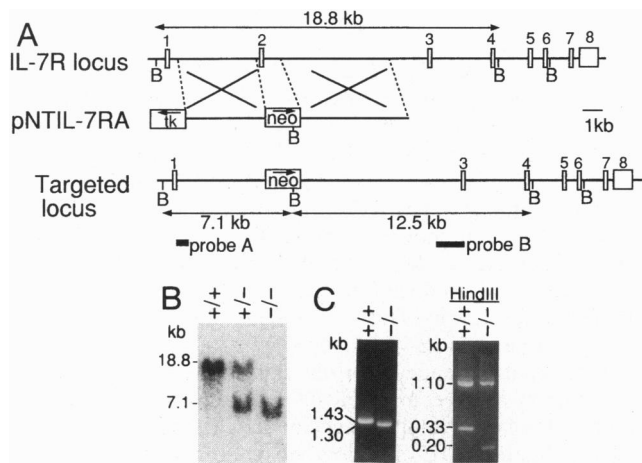 A
18.8 kb
1 2 3 4 5 6 7 8
IL-7R locus
B B B
pNTIL-7RA
tk neo
B
1kb
1 neo 3 4 5 6 7 8
Targeted locus
B B B B
7.1 kb 12.5 kb
probe A probe B
B
+/+ -/+ -/-
kb
18.8-
7.1-
C
+/+ -/-
kb
1.43
1.30
HindIII
+/+ -/-
kb
1.10-
0.33-
0.20-